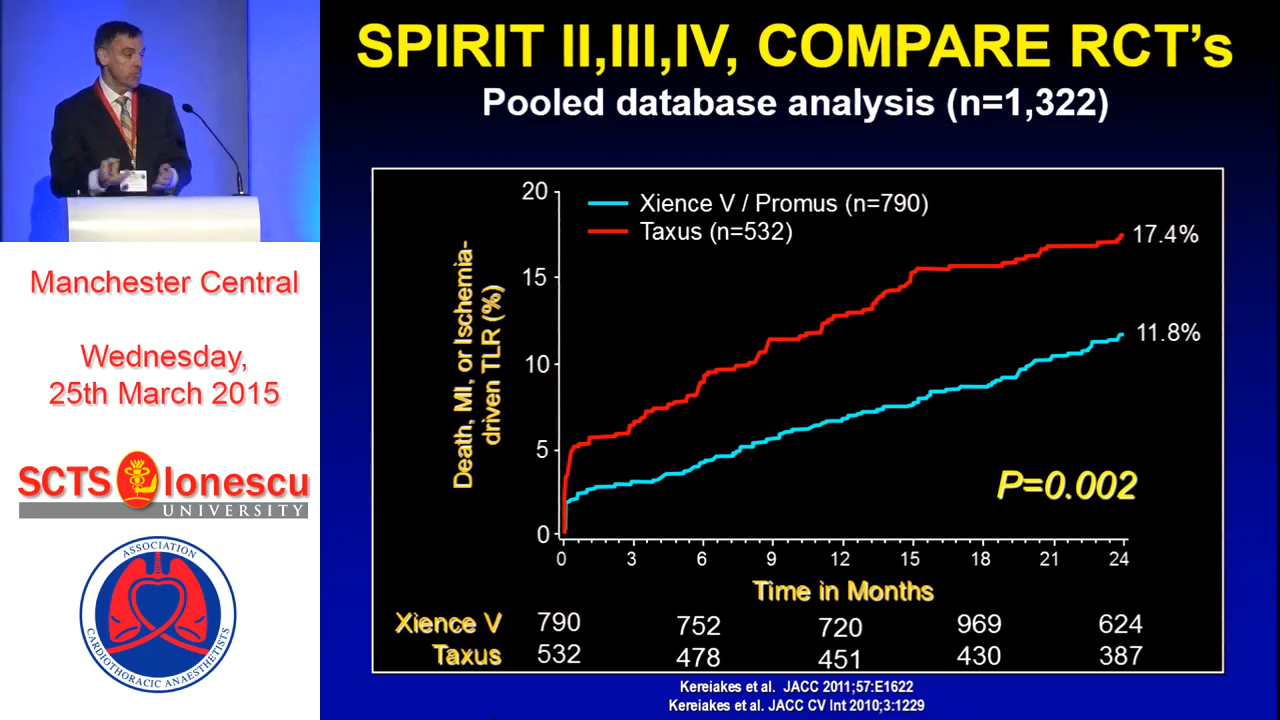 SPIRIT II,III,IV, COMPARE RCT's
Pooled database analysis (n=1,322)
Manchester Central
Wednesday,
25th March 2015
SCTS Ionescu
UNIVERSITY
ASSOCIATION
CARDIOTHORACIC ANAESTHETISTS
Death, MI, or Ischemia-
driven TLR (%)
20
15
10
5
0
Xience V / Promus (n=790)
Taxus (n=532)
17.4%
11.8%
P=0.002
0 3 6 9 12 15 18 21 24
Time in Months
Xience V 790 752 720 969 624
Taxus 532 478 451 430 387
Kereiakes et al. JACC 2011;57:E1622
Kereiakes et al. JACC CV Int 2010;3:1229